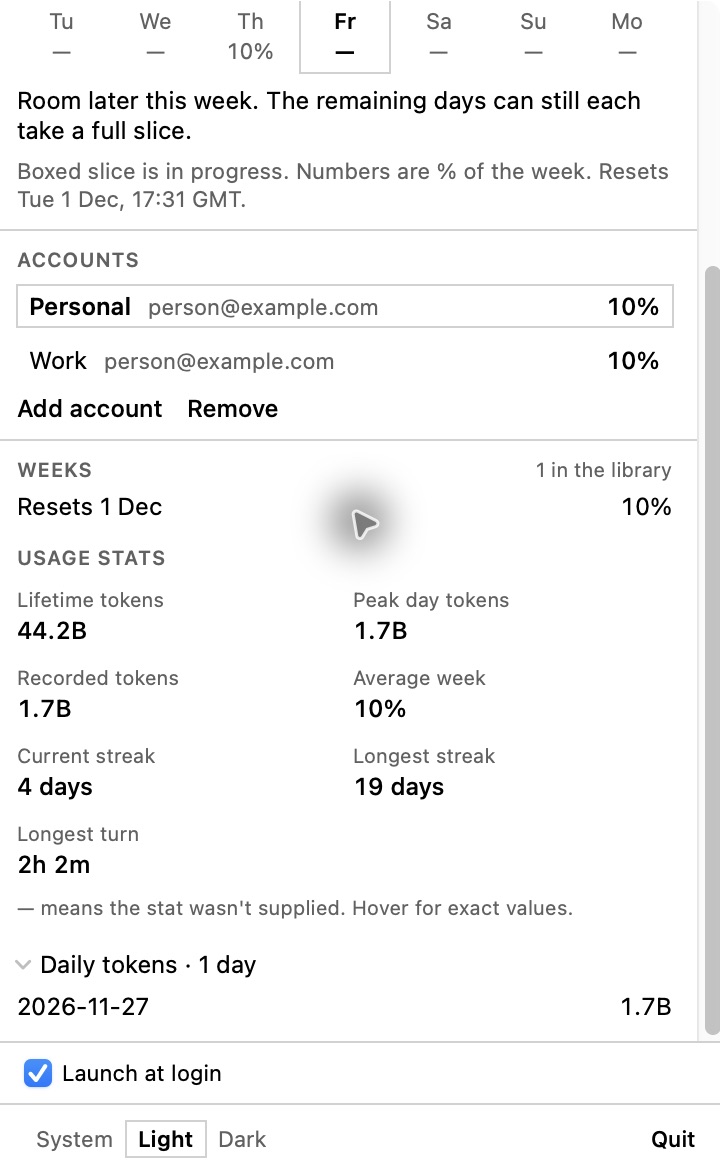 Tu We Th Fr Sa Su Mo
— — 10% — — — —
Room later this week. The remaining days can still each
take a full slice.
Boxed slice is in progress. Numbers are % of the week. Resets
Tue 1 Dec, 17:31 GMT.
ACCOUNTS
Personal person@example.com 10%
Work person@example.com 10%
Add account Remove
WEEKS 1 in the library
Resets 1 Dec 10%
USAGE STATS
Lifetime tokens Peak day tokens
44.2B 1.7B
Recorded tokens Average week
1.7B 10%
Current streak Longest streak
4 days 19 days
Longest turn
2h 2m
— means the stat wasn't supplied. Hover for exact values.
Daily tokens · 1 day
2026-11-27 1.7B
Launch at login
System Light Dark Quit